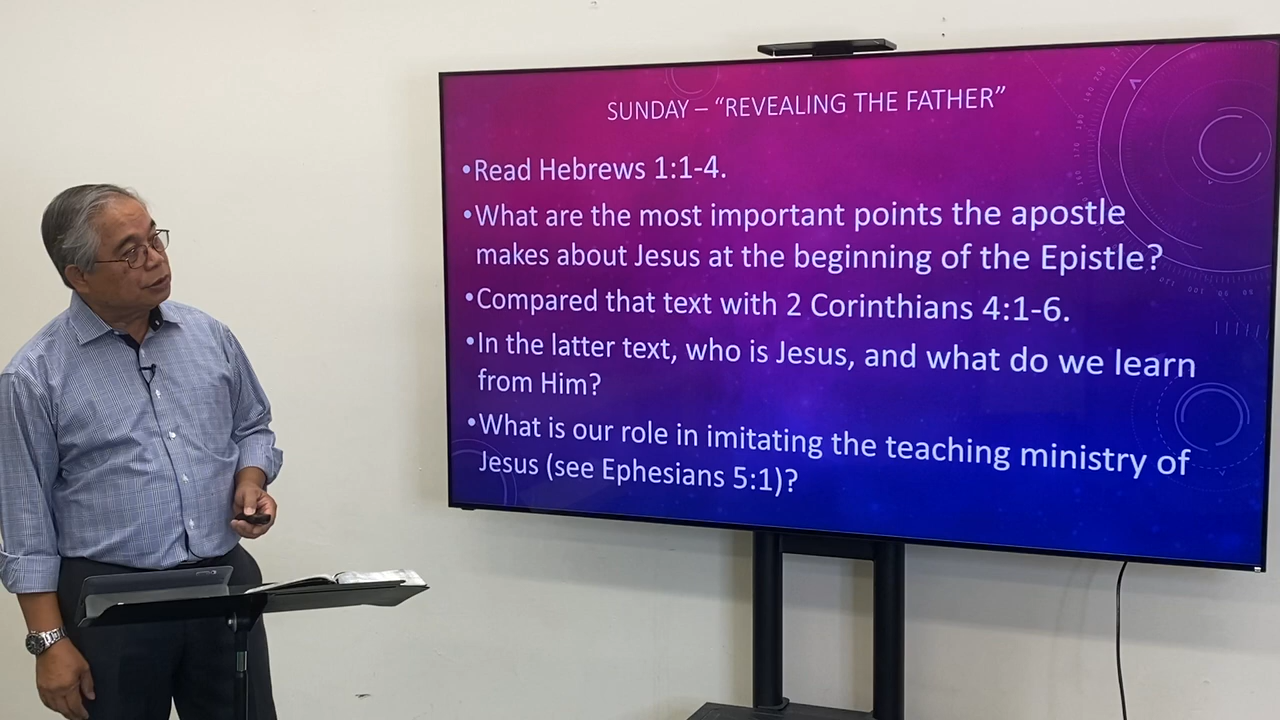 SUNDAY – “REVEALING THE FATHER”
•Read Hebrews 1:1-4.
•What are the most important points the apostle
makes about Jesus at the beginning of the Epistle?
•Compared that text with 2 Corinthians 4:1-6.
•In the latter text, who is Jesus, and what do we learn
from Him?
•What is our role in imitating the teaching ministry of
Jesus (see Ephesians 5:1)?